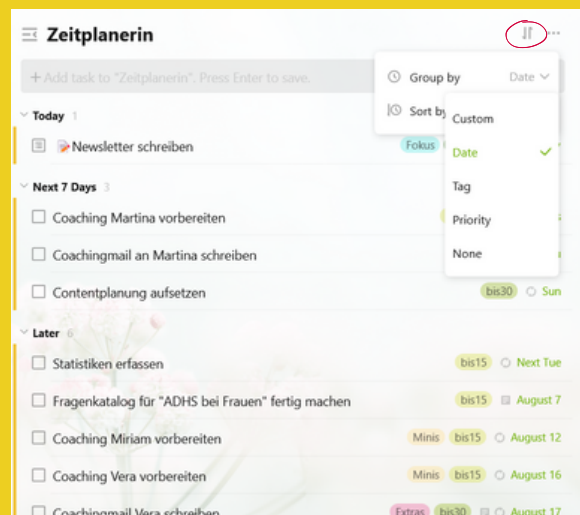 Zeitplanerin
+ Add task to "Zeitplanerin". Press Enter to save.
Group by Date
Sort by
Custom
Date
Tag
Priority
None
Today 1
Newsletter schreiben Fokus
Next 7 Days 3
Coaching Martina vorbereiten
Coachingmail an Martina schreiben
Contentplanung aufsetzen bis30 Sun
Later 6
Statistiken erfassen bis15 Next Tue
Fragenkatalog für "ADHS bei Frauen" fertig machen bis15 August 7
Coaching Miriam vorbereiten Minis bis15 August 12
Coaching Vera vorbereiten Minis bis15 August 16
Coachingmail Vera schreiben Extras bis30 August 17